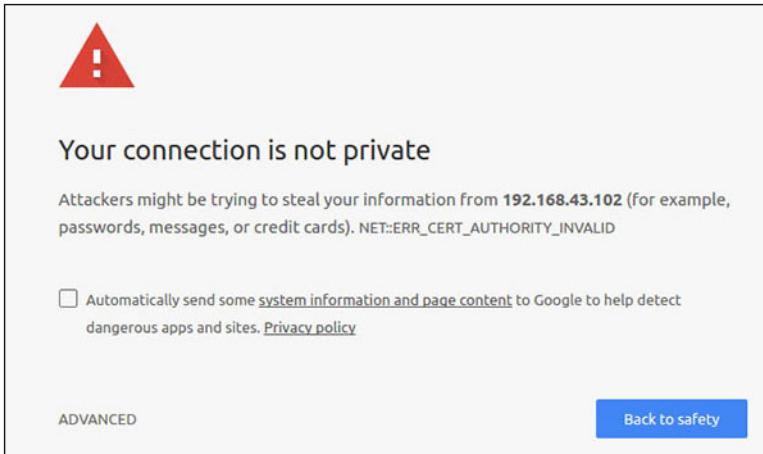 Your connection is not private
Attackers might be trying to steal your information from 192.168.43.102 (for example,
passwords, messages, or credit cards). NET::ERR_CERT_AUTHORITY_INVALID
Automatically send some system information and page content to Google to help detect
dangerous apps and sites. Privacy policy
ADVANCED
Back to safety